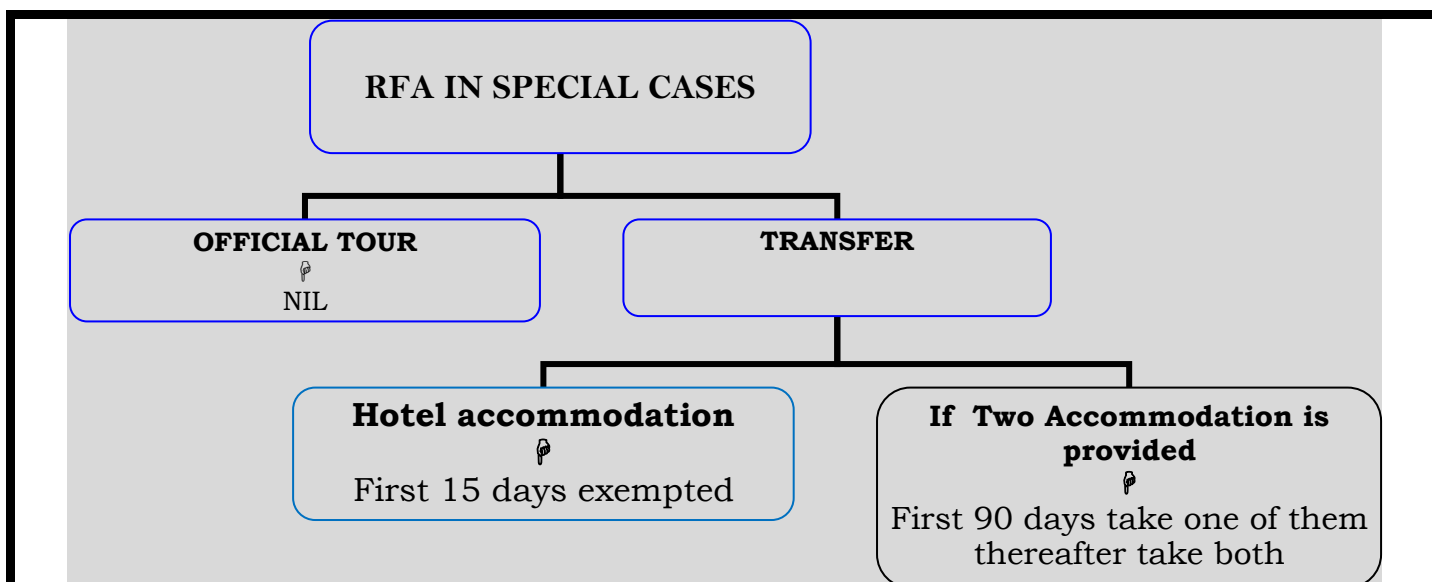 RFA IN SPECIAL CASES
OFFICIAL TOUR
NIL
TRANSFER
Hotel accommodation
First 15 days exempted
If Two Accommodation is
provided
First 90 days take one of them
thereafter take both